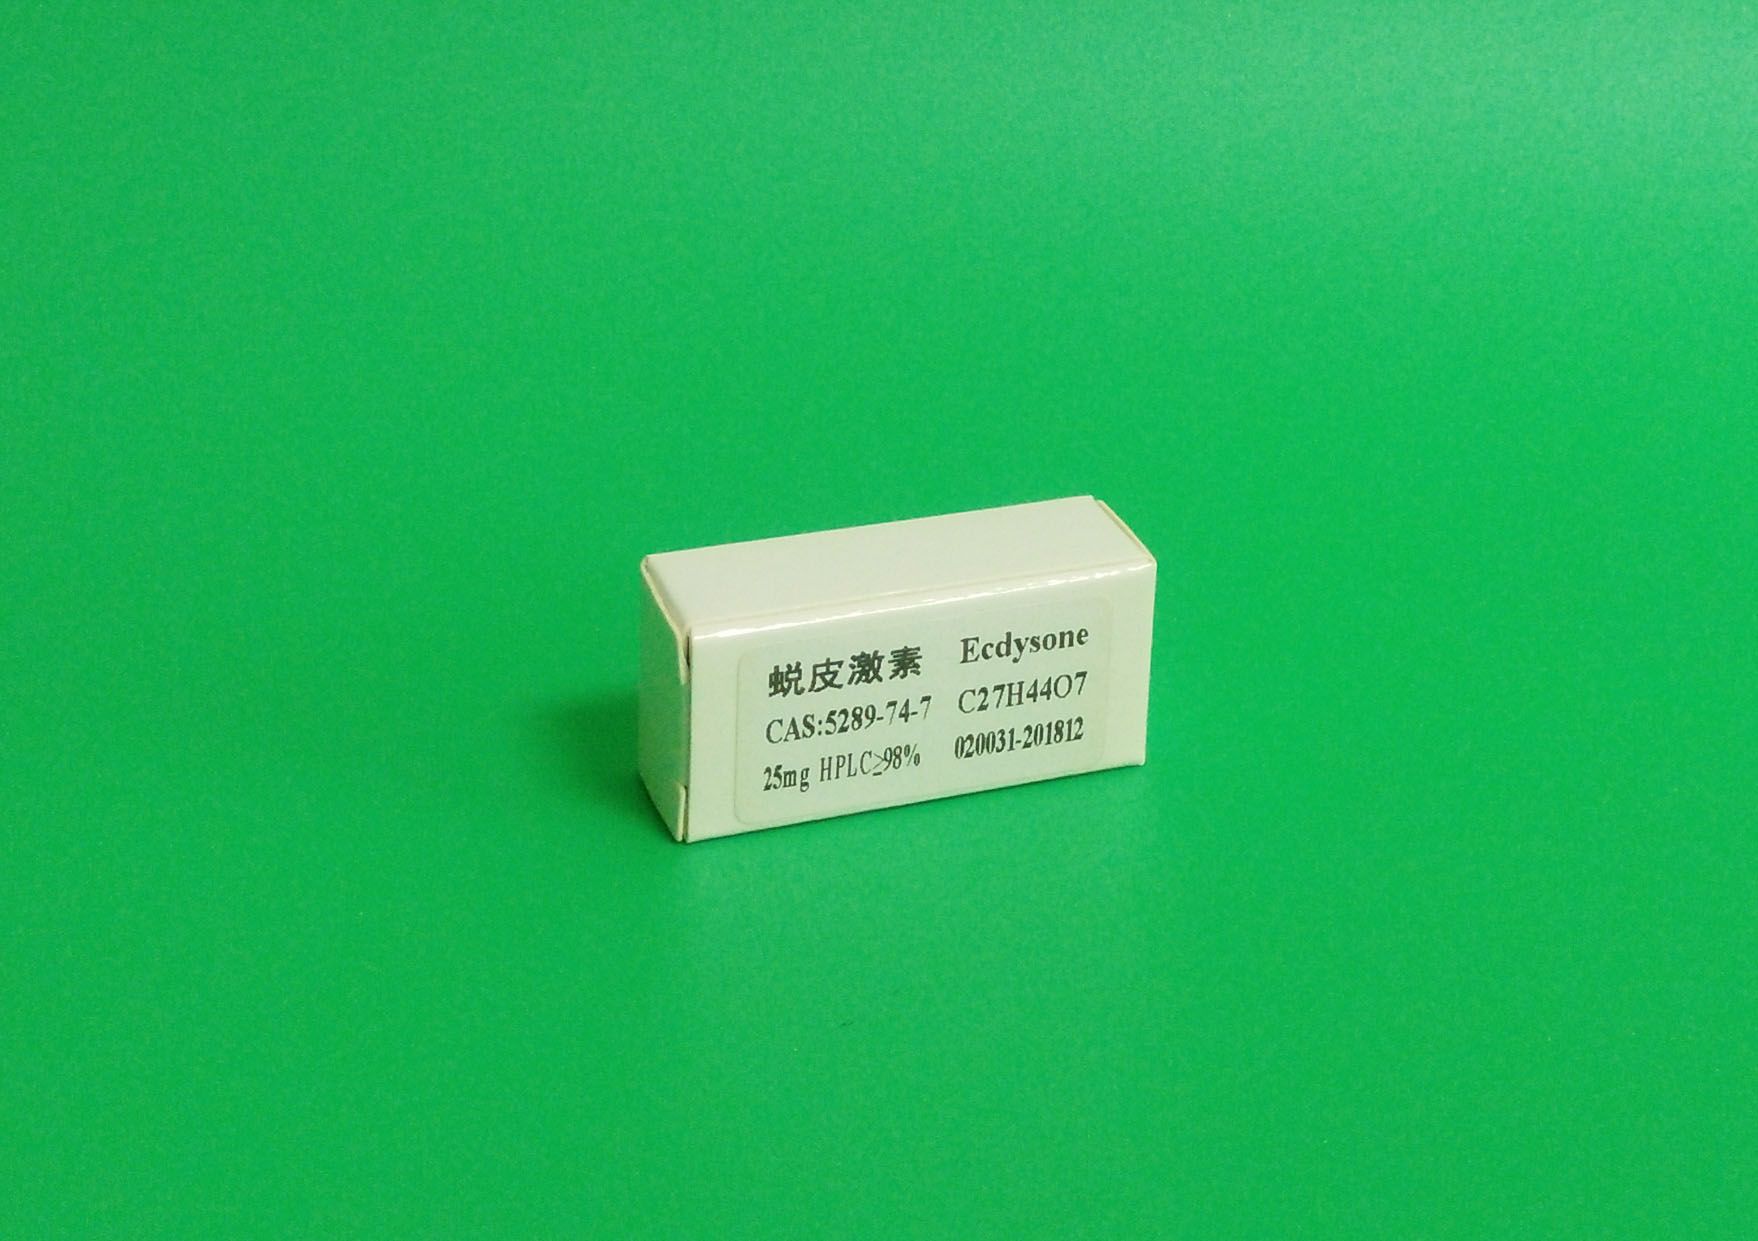 蜕皮激素 Ecdysone
CAS:5289-74-7 C27H44O7
25mg HPLC≥98% 020031-201812